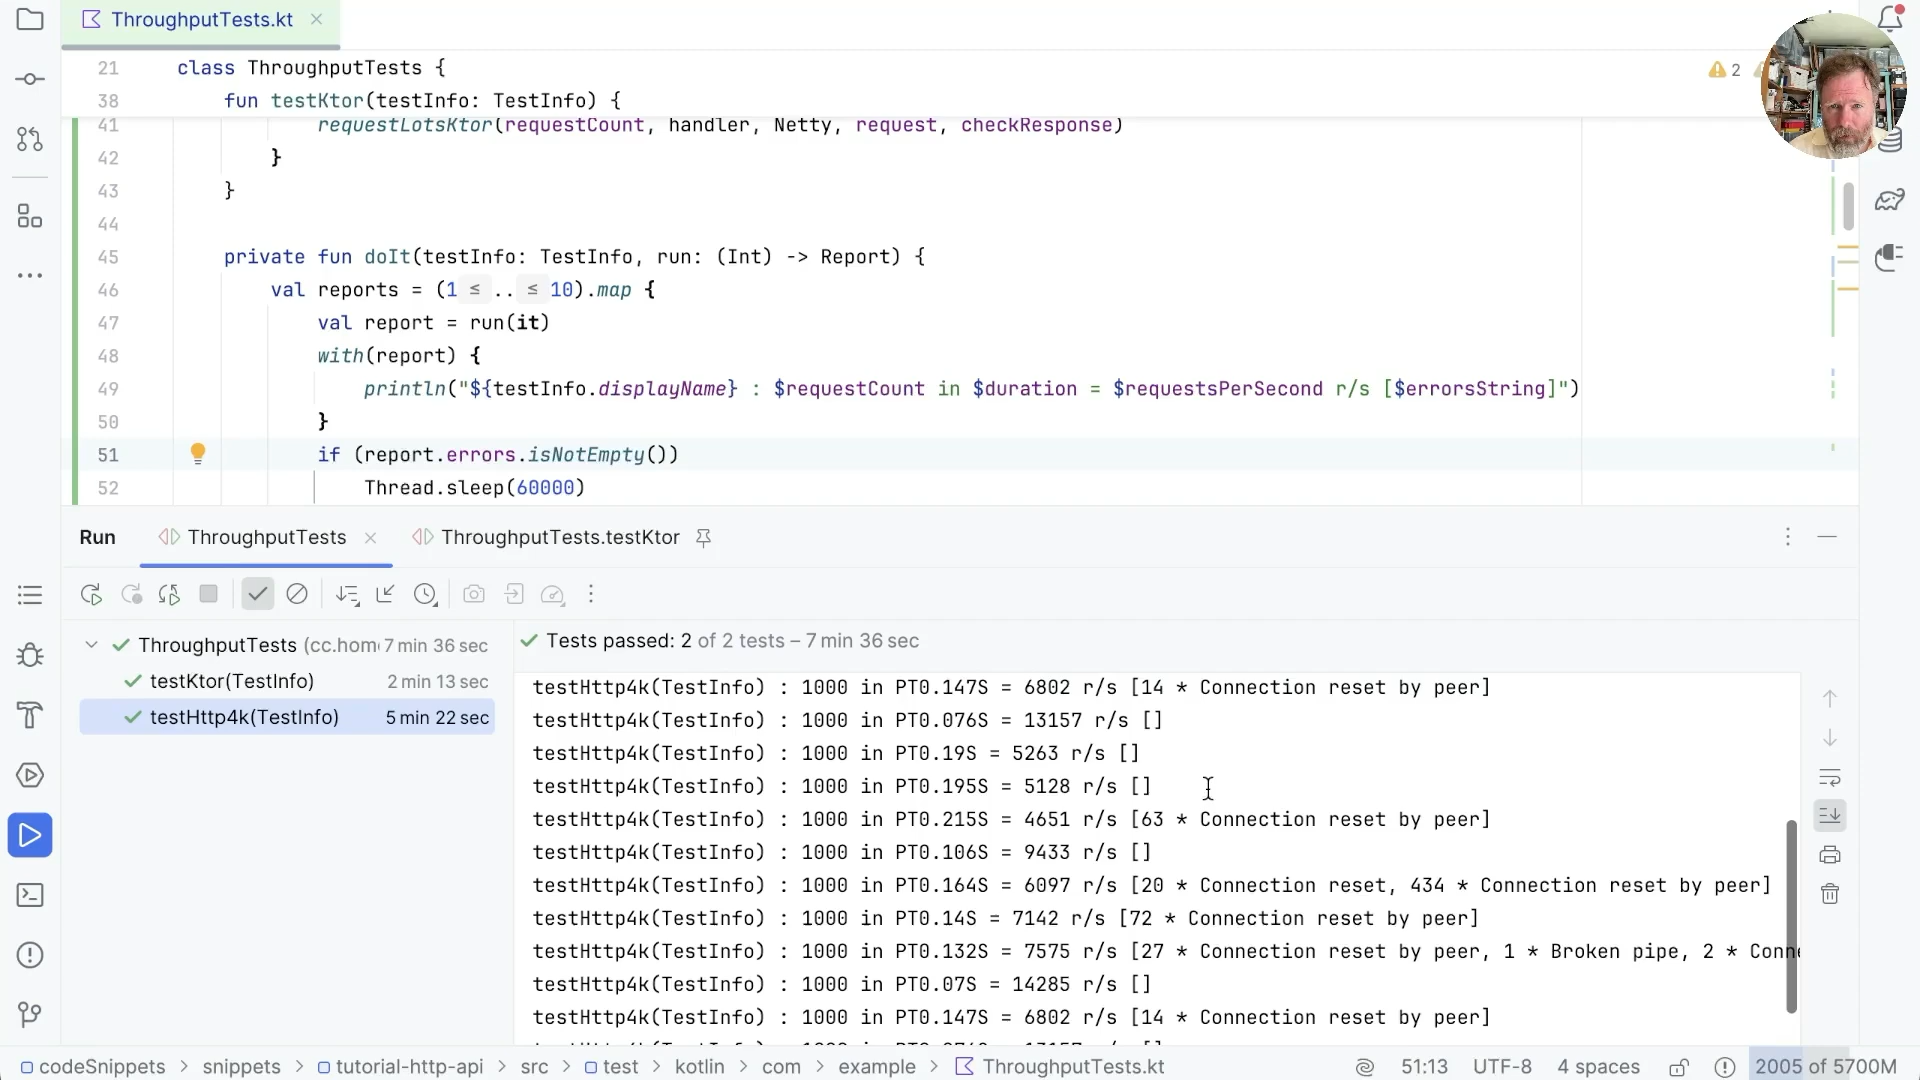 ThroughputTests.kt
21 class ThroughputTests {
2
38 fun testKtor(testInfo: TestInfo) {
41 requestLotsKtor(requestCount, handler, Netty, request, checkResponse)
42 }
43 }
44
45 private fun doIt(testInfo: TestInfo, run: (Int) -> Report) {
46 val reports = (1 ≤ .. ≤ 10).map {
47 val report = run(it)
48 with(report) {
49 println("${testInfo.displayName} : $requestCount in $duration = $requestsPerSecond r/s [$errorsString]")
50 }
51 if (report.errors.isNotEmpty())
52 Thread.sleep(60000)
Run ThroughputTests ThroughputTests.testKtor
ThroughputTests (cc.hom 7 min 36 sec
testKtor(TestInfo) 2 min 13 sec
testHttp4k(TestInfo) 5 min 22 sec
Tests passed: 2 of 2 tests – 7 min 36 sec
testHttp4k(TestInfo) : 1000 in PT0.147S = 6802 r/s [14 * Connection reset by peer]
testHttp4k(TestInfo) : 1000 in PT0.076S = 13157 r/s []
testHttp4k(TestInfo) : 1000 in PT0.19S = 5263 r/s []
testHttp4k(TestInfo) : 1000 in PT0.195S = 5128 r/s []
testHttp4k(TestInfo) : 1000 in PT0.215S = 4651 r/s [63 * Connection reset by peer]
testHttp4k(TestInfo) : 1000 in PT0.106S = 9433 r/s []
testHttp4k(TestInfo) : 1000 in PT0.164S = 6097 r/s [20 * Connection reset, 434 * Connection reset by peer]
testHttp4k(TestInfo) : 1000 in PT0.14S = 7142 r/s [72 * Connection reset by peer]
testHttp4k(TestInfo) : 1000 in PT0.132S = 7575 r/s [27 * Connection reset by peer, 1 * Broken pipe, 2 * Conne
testHttp4k(TestInfo) : 1000 in PT0.07S = 14285 r/s []
testHttp4k(TestInfo) : 1000 in PT0.147S = 6802 r/s [14 * Connection reset by peer]
codeSnippets > snippets > tutorial-http-api > src > test > kotlin > com > example > ThroughputTests.kt 51:13 UTF-8 4 spaces 2005 of 5700M